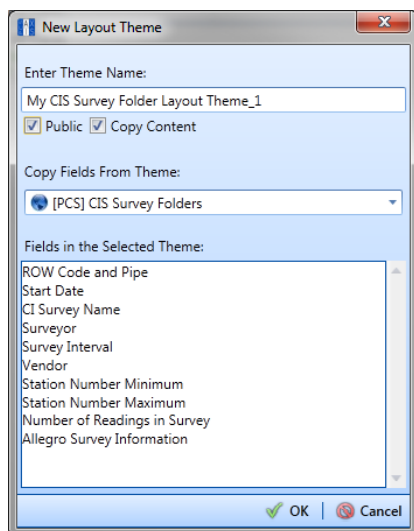 New Layout Theme
Enter Theme Name:
My CIS Survey Folder Layout Theme_1
Public Copy Content
Copy Fields From Theme:
[PCS] CIS Survey Folders
Fields in the Selected Theme:
ROW Code and Pipe
Start Date
CI Survey Name
Surveyor
Survey Interval
Vendor
Station Number Minimum
Station Number Maximum
Number of Readings in Survey
Allegro Survey Information
OK | Cancel